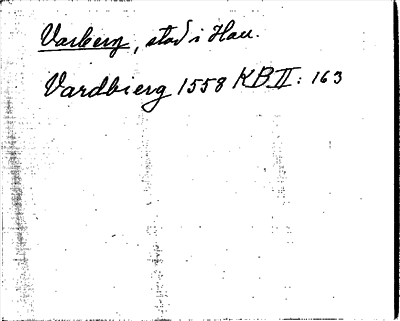 Varberg, stad i Hall.
Vardbierg 1558 KB II: 163